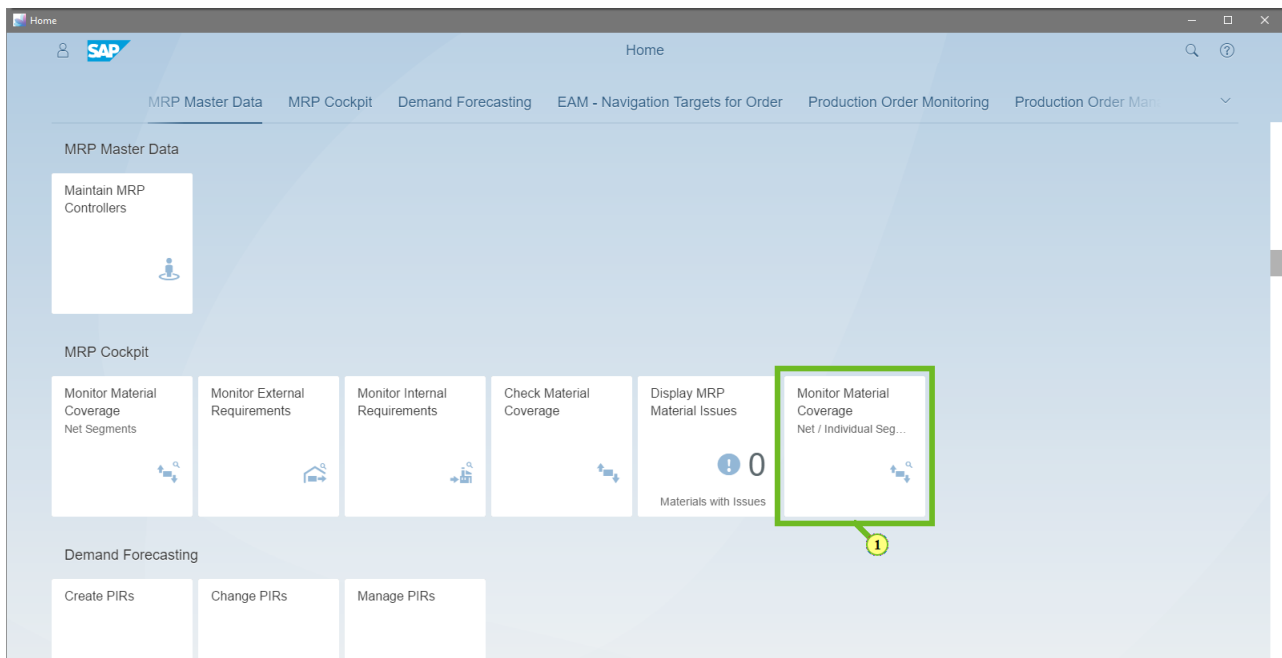 Home
SAP
Home
MRP Master Data
MRP Cockpit
Demand Forecasting
EAM - Navigation Targets for Order
Production Order Monitoring
Production Order Man
MRP Master Data
Maintain MRP
Controllers
MRP Cockpit
Monitor Material
Coverage
Net Segments
Monitor External
Requirements
Monitor Internal
Requirements
Check Material
Coverage
Display MRP
Material Issues
0
Materials with Issues
Monitor Material
Coverage
Net / Individual Seg...
1
Demand Forecasting
Create PIRs
Change PIRs
Manage PIRs